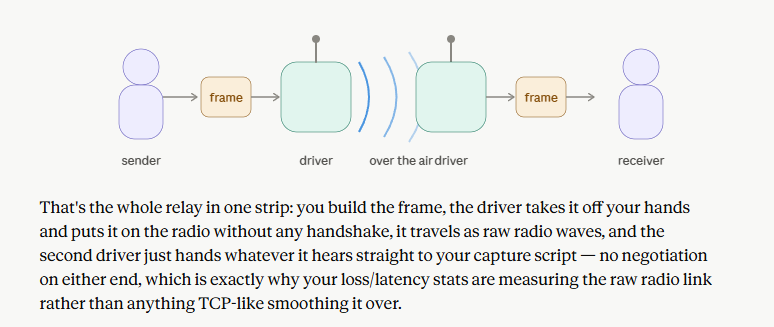 frame
frame
sender
driver
over the air
driver
receiver
That's the whole relay in one strip: you build the frame, the driver takes it off your hands
and puts it on the radio without any handshake, it travels as raw radio waves, and the
second driver just hands whatever it hears straight to your capture script — no negotiation
on either end, which is exactly why your loss/latency stats are measuring the raw radio link
rather than anything TCP-like smoothing it over.